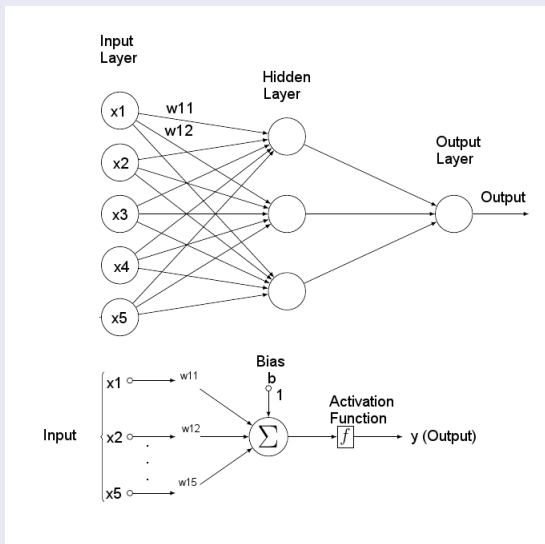 Input
Layer
Hidden
Layer
Output
Layer
x1
w11
w12
x2
x3
Output
x4
x5
Bias
b
1
Activation
Function
Input
x1
w11
x2
w12
Σ
f
y (Output)
.
.
.
x5
w15